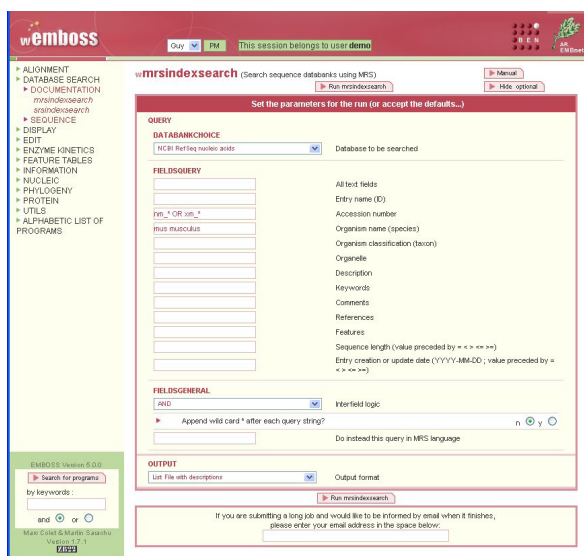 wemboss
Guy
PM
This session belongs to user demo
BEN
AR.
EMBnet
ALIGNMENT
DATABASE SEARCH
DOCUMENTATION
mrsindexsearch
srsindexsearch
SEQUENCE
DISPLAY
EDIT
ENZYME KINETICS
FEATURE TABLES
INFORMATION
NUCLEIC
PHYLOGENY
PROTEIN
UTILS
ALPHABETIC LIST OF
PROGRAMS
wmrsindexsearch (Search sequence databanks using MRS)
Manual
Run mrsindexsearch
Hide optional
Set the parameters for the run (or accept the defaults...)
QUERY
DATABANKCHOICE
NCBI RefSeq nucleic acids
Database to be searched
FIELDSQUERY
All text fields
Entry name (ID)
nm_* OR xm_*
Accession number
mus musculus
Organism name (species)
Organism classification (taxon)
Organelle
Description
Keywords
Comments
References
Features
Sequence length (value preceded by = < > <= >=)
Entry creation or update date (YYYY-MM-DD ; value preceded by =
< > <= >=)
FIELDSGENERAL
AND
Interfield logic
Append wild card * after each query string?
n y
Do instead this query in MRS language
OUTPUT
List File with descriptions
Output format
Run mrsindexsearch
If you are submitting a long job and would like to be informed by email when it finishes,
please enter your email address in the space below:
EMBOSS Version 5.0.0
Search for programs
by keywords :
and or
Marc Colet & Martin Sarachu
Version 1.7.1